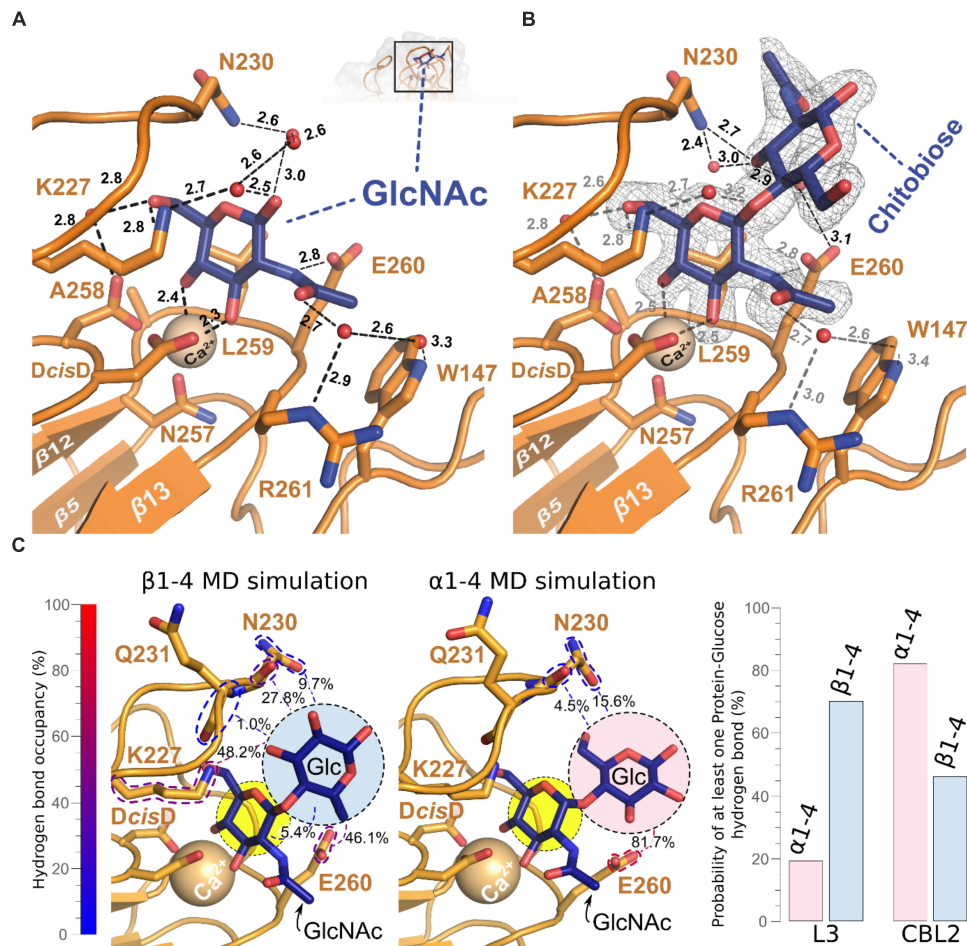 A
N230
2.6
2.6
2.6
3.0
2.8
K227
2.7
2.5
2.8
2.8
GlcNAc
2.8
E260
A258
2.4
2.3
2.7
2.6
3.3
Ca²⁺
L259
W147
DcisD
2.9
N257
β12
β5
β13
R261
B
N230
2.7
2.4
3.0
2.9
K227
2.6
2.7
3.2
2.8
2.8
Chitobiose
3.1
2.8
E260
A258
2.5
2.3
2.7
2.6
3.4
W147
Ca²⁺
L259
DcisD
3.0
N257
β12
β5
β13
R261
C
β1-4 MD simulation
α1-4 MD simulation
Hydrogen bond occupancy (%)
100
80
60
40
20
0
N230
Q231
9.7%
27.8%
1.0%
48.2%
K227
Glc
DcisD
5.4%
46.1%
Ca²⁺
E260
GlcNAc
N230
Q231
15.6%
4.5%
K227
Glc
DcisD
81.7%
Ca²⁺
E260
GlcNAc
Probability of at least one Protein-Glucose
hydrogen bond (%)
100
80
60
40
20
0
α1-4
β1-4
α1-4
β1-4
L3
CBL2